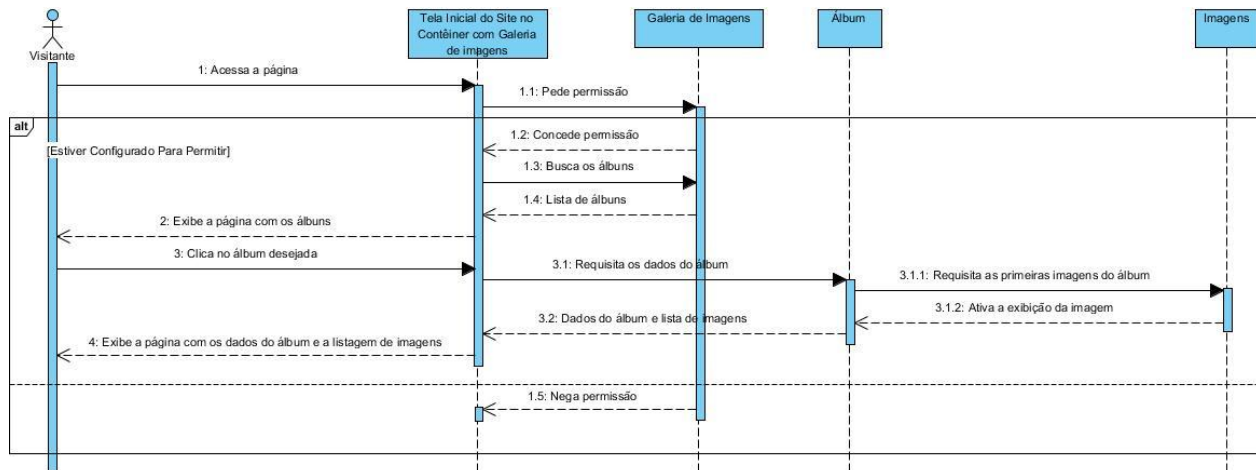 Visitante
Tela Inicial do Site no
Contêiner com Galeria
de imagens
Galeria de Imagens
Álbum
Imagens
1: Acessa a página
1.1: Pede permissão
alt
[Estiver Configurado Para Permitir]
1.2: Concede permissão
1.3: Busca os álbuns
1.4: Lista de álbuns
2: Exibe a página com os álbuns
3: Clica no álbum desejada
3.1: Requisita os dados do álbum
3.1.1: Requisita as primeiras imagens do álbum
3.1.2: Ativa a exibição da imagem
3.2: Dados do álbum e lista de imagens
4: Exibe a página com os dados do álbum e a listagem de imagens
1.5: Nega permissão